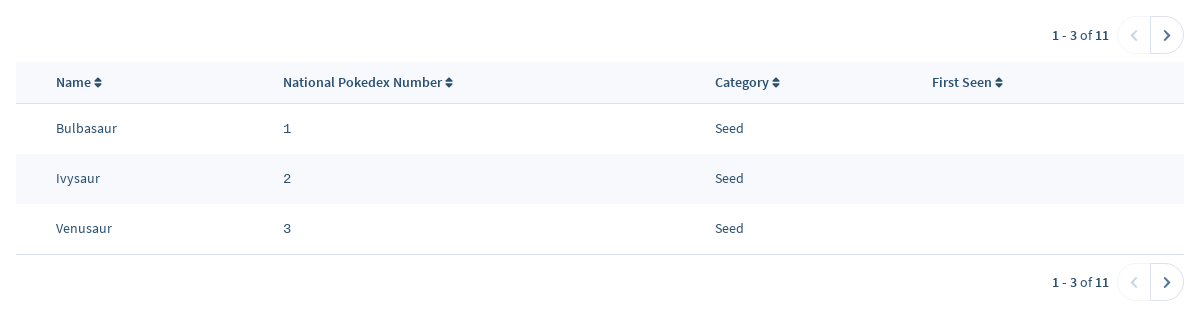 1 - 3 of 11
Name National Pokedex Number Category First Seen
Bulbasaur 1 Seed
Ivysaur 2 Seed
Venusaur 3 Seed
1 - 3 of 11